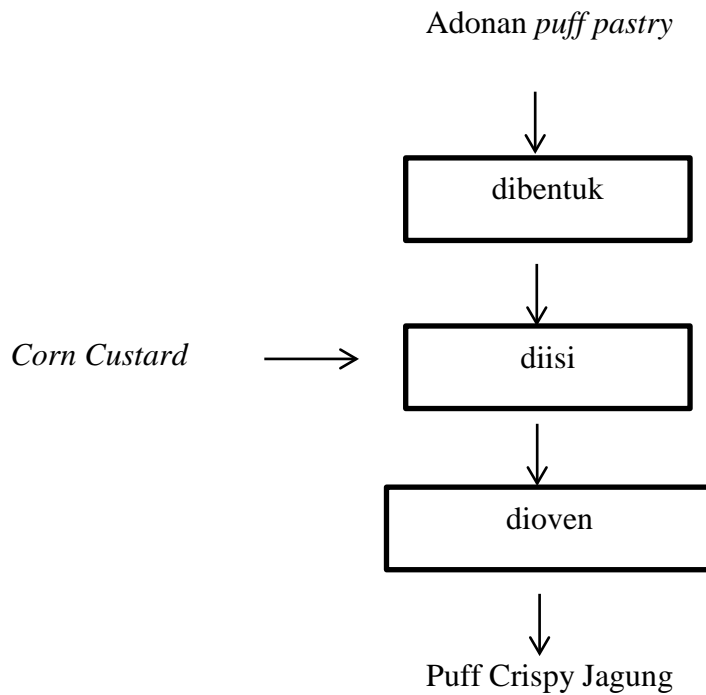 Adonan puff pastry
dibentuk
Corn Custard
diisi
dioven
Puff Crispy Jagung